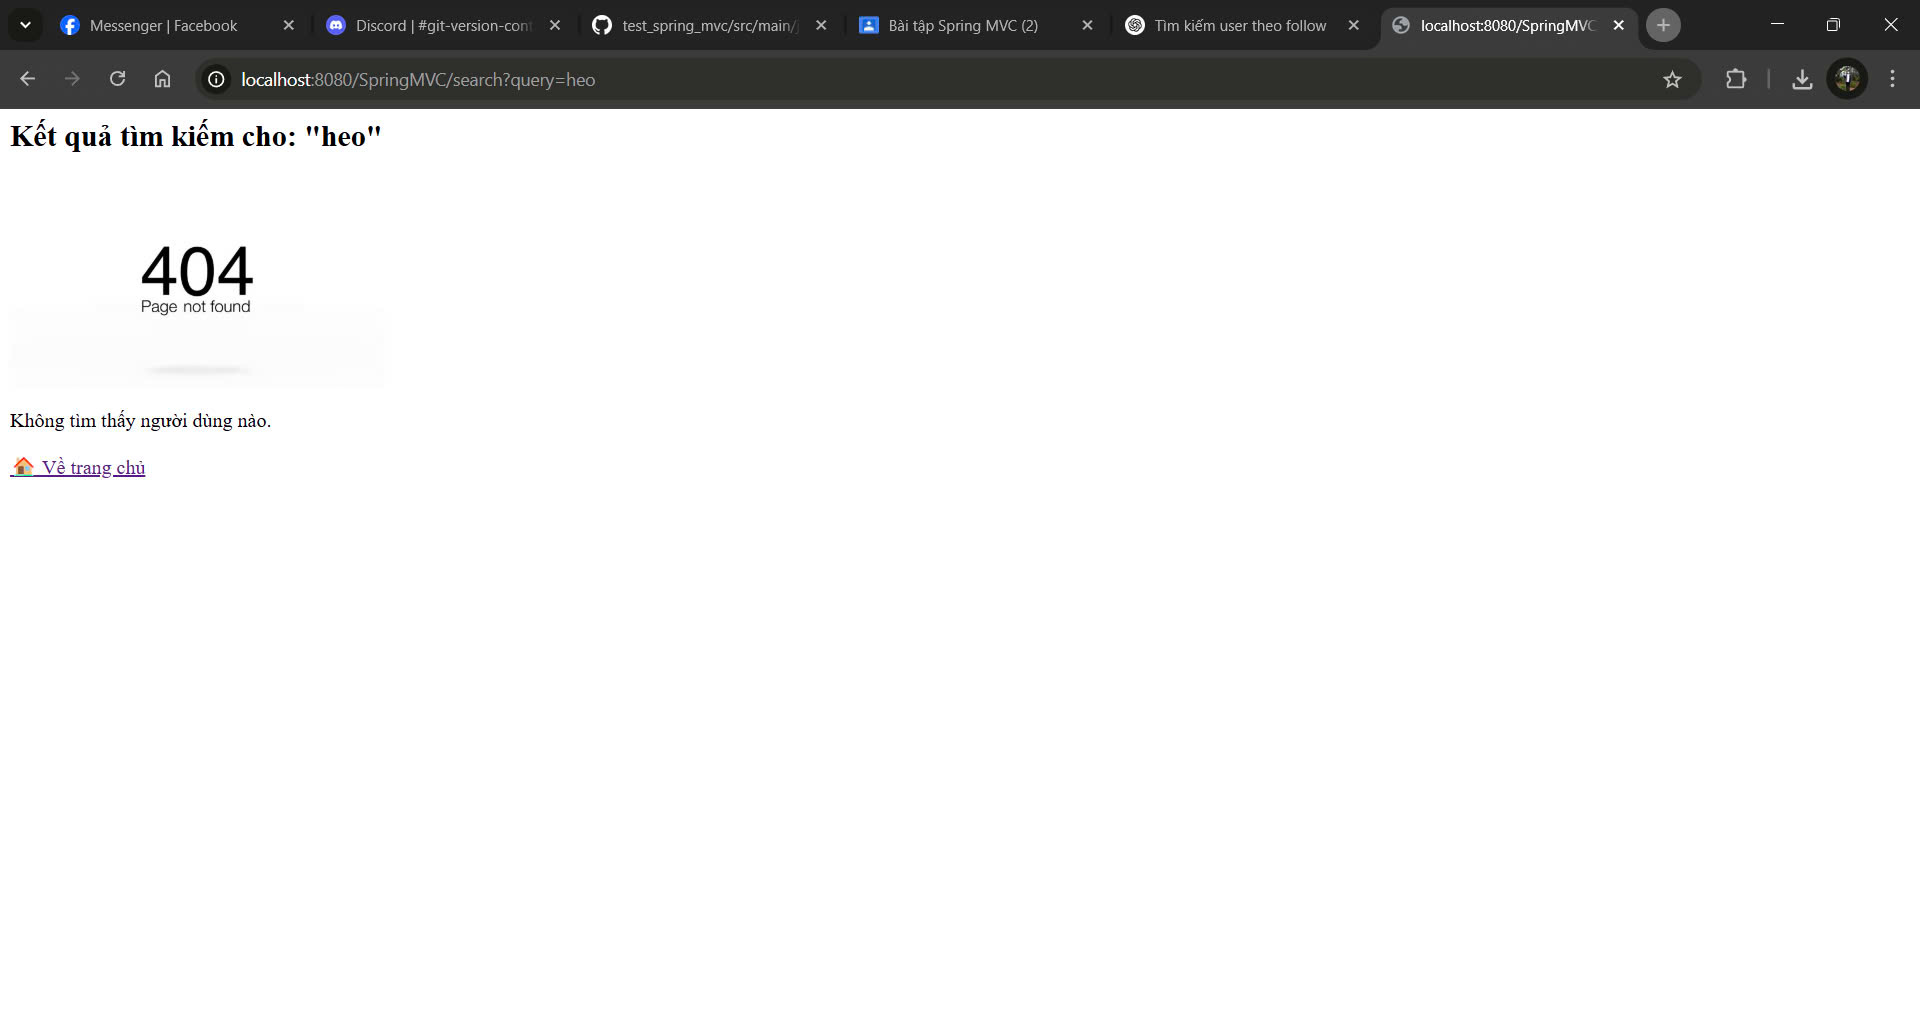 Messenger | Facebook
Discord | #git-version-cont
test_spring_mvc/src/main/j
Bài tập Spring MVC (2)
Tìm kiếm user theo follow
localhost:8080/SpringMVC
localhost:8080/SpringMVC/search?query=heo
Kết quả tìm kiếm cho: "heo"
404
Page not found
Không tìm thấy người dùng nào.
🏠 Về trang chủ